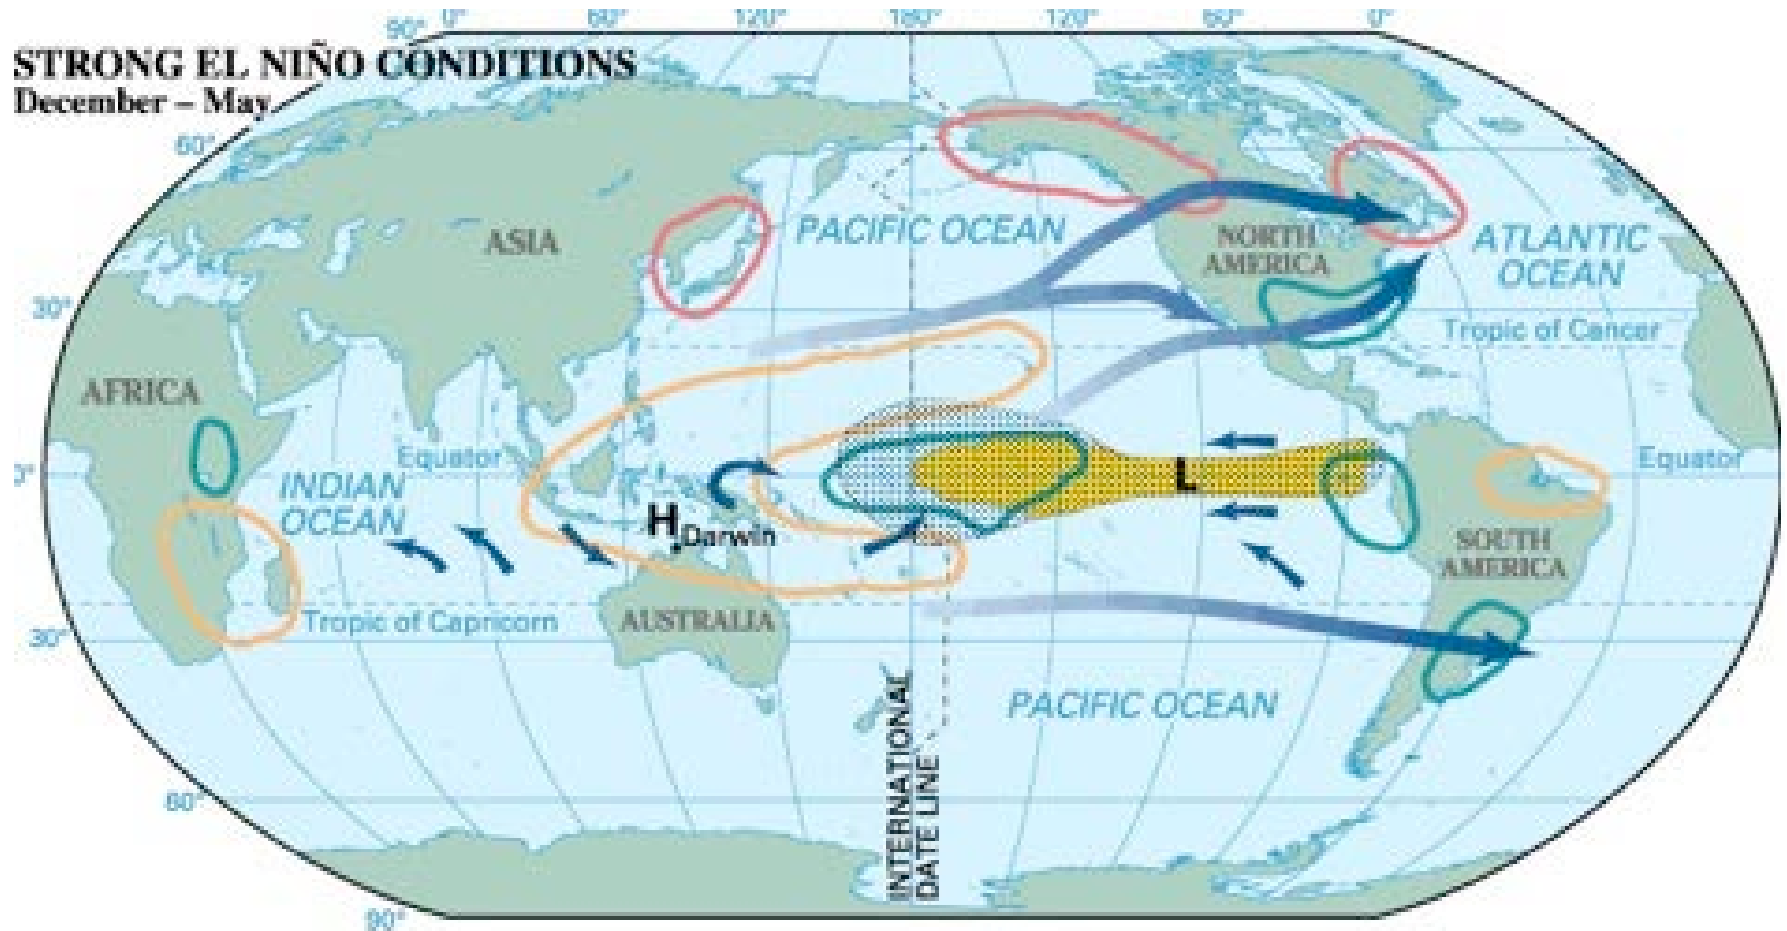 90° 0° 60° 120° 180° 120° 60° 0°
STRONG EL NIÑO CONDITIONS
December – May
60°
PACIFIC OCEAN
ASIA
NORTH
AMERICA
ATLANTIC
OCEAN
30°
Tropic of Cancer
AFRICA
Equator
Equator
0°
L
INDIAN
OCEAN
H
Darwin
SOUTH
AMERICA
Tropic of Capricorn
AUSTRALIA
30°
PACIFIC OCEAN
INTERNATIONAL
DATE LINE
60°
90°